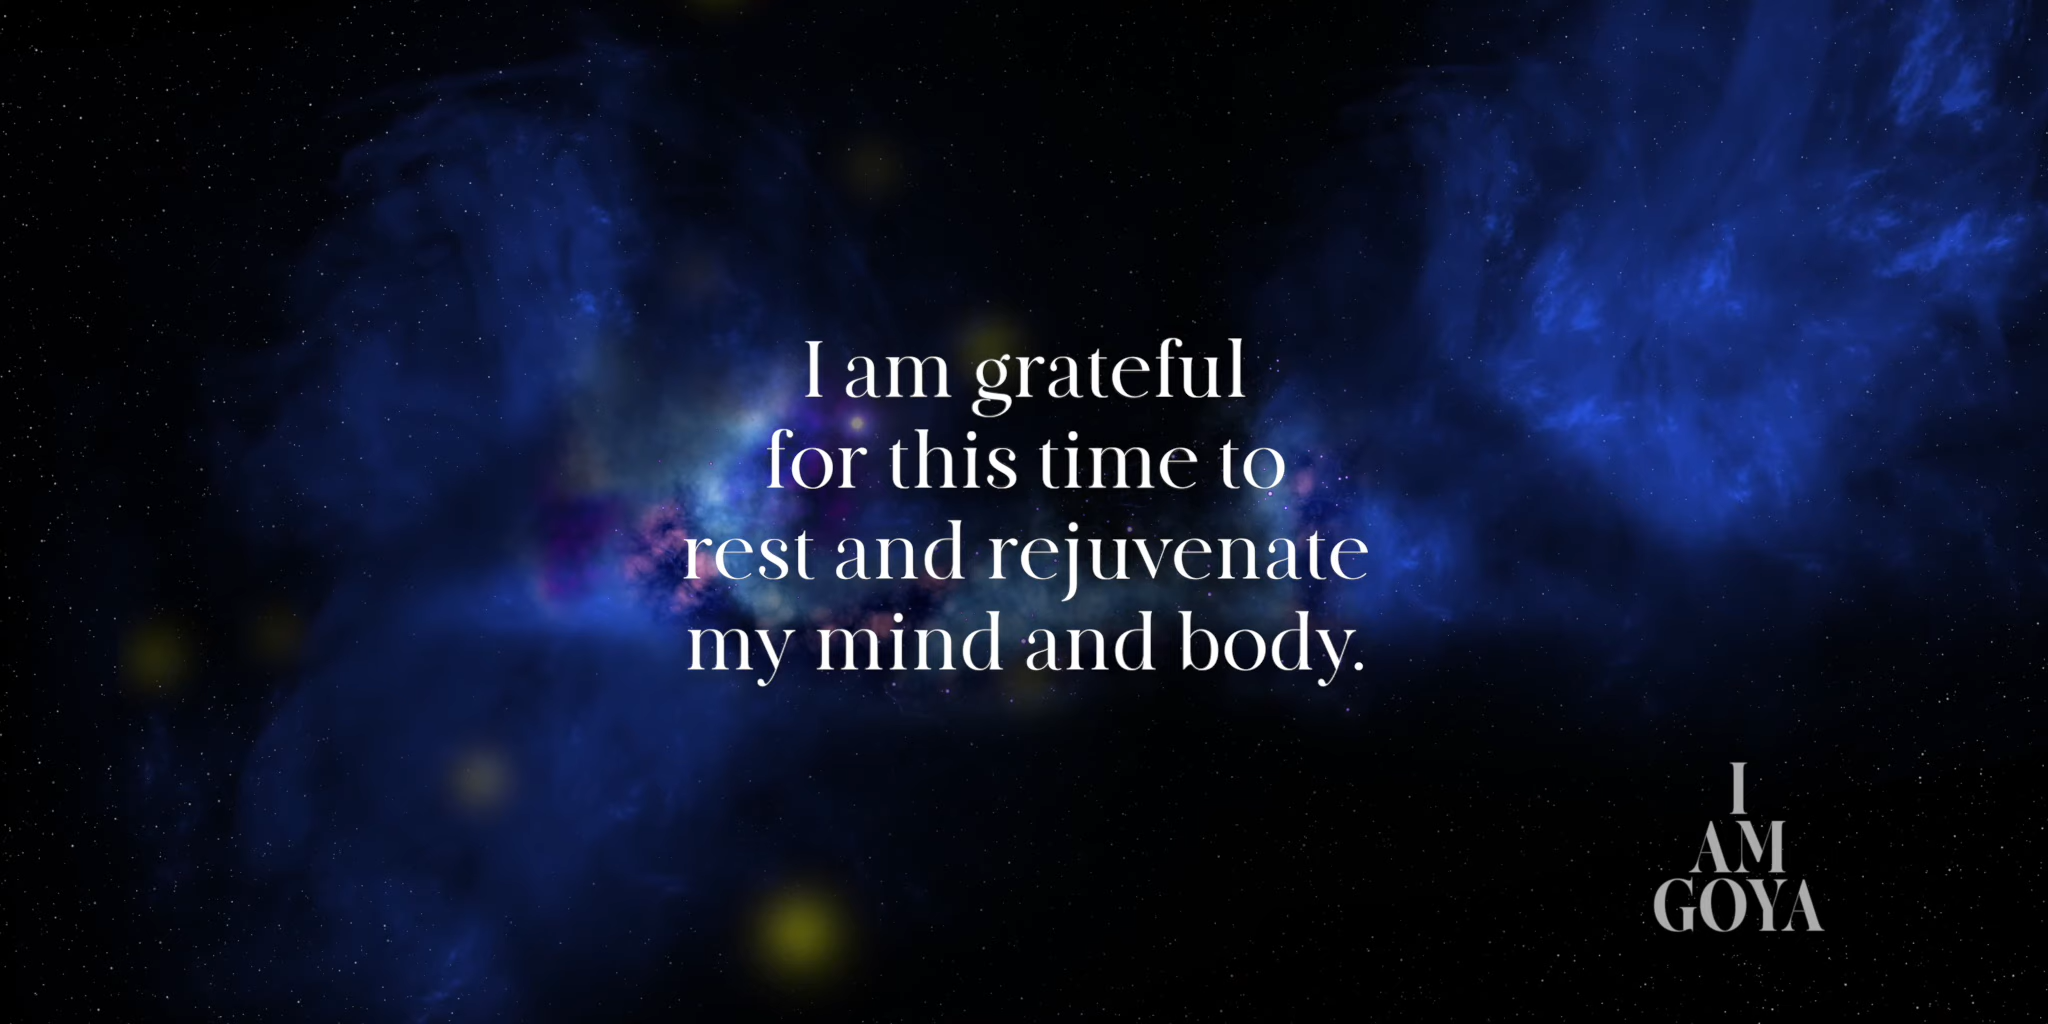 I am grateful
for this time to
rest and rejuvenate
my mind and body.
I
AM
GOYA